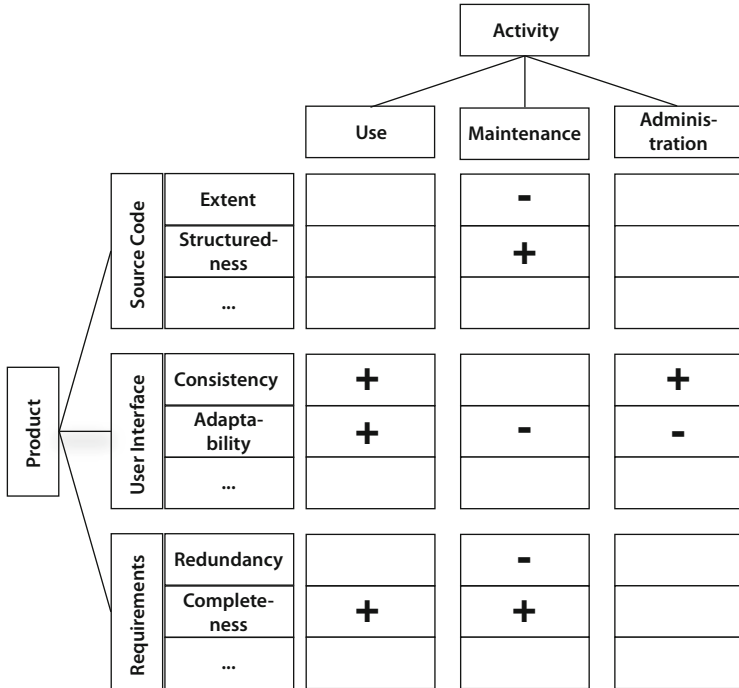 Activity
Use
Maintenance
Adminis-
tration
Product
Source Code
Extent
-
Structured-
ness
+
...
User Interface
Consistency
+
+
Adapta-
bility
+
-
-
...
Requirements
Redundancy
-
Complete-
ness
+
+
...